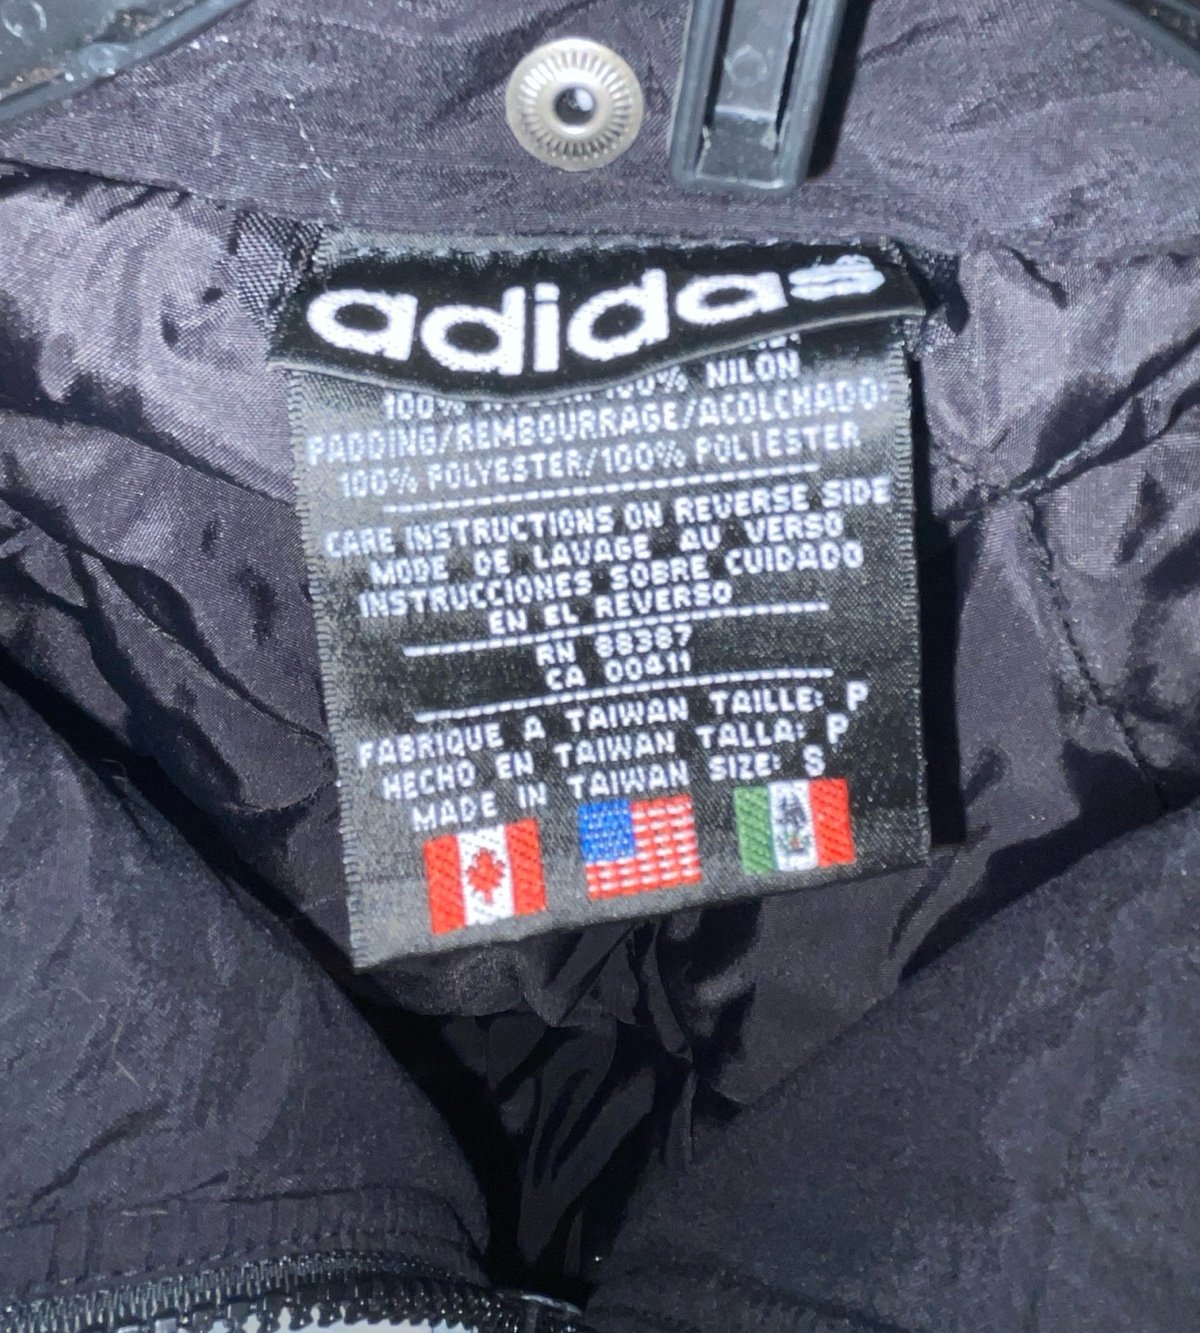 adidas
100% NYLON/100% NILON
PADDING/REMBOURRAGE/ACOLCHADO:
100% POLYESTER/100% POLIESTER
CARE INSTRUCTIONS ON REVERSE SIDE
MODE DE LAVAGE AU VERSO
INSTRUCCIONES SOBRE CUIDADO
EN EL REVERSO
RN 88387
CA 00411
FABRIQUE A TAIWAN TAILLE: P
HECHO EN TAIWAN TALLA: P
MADE IN TAIWAN SIZE: S